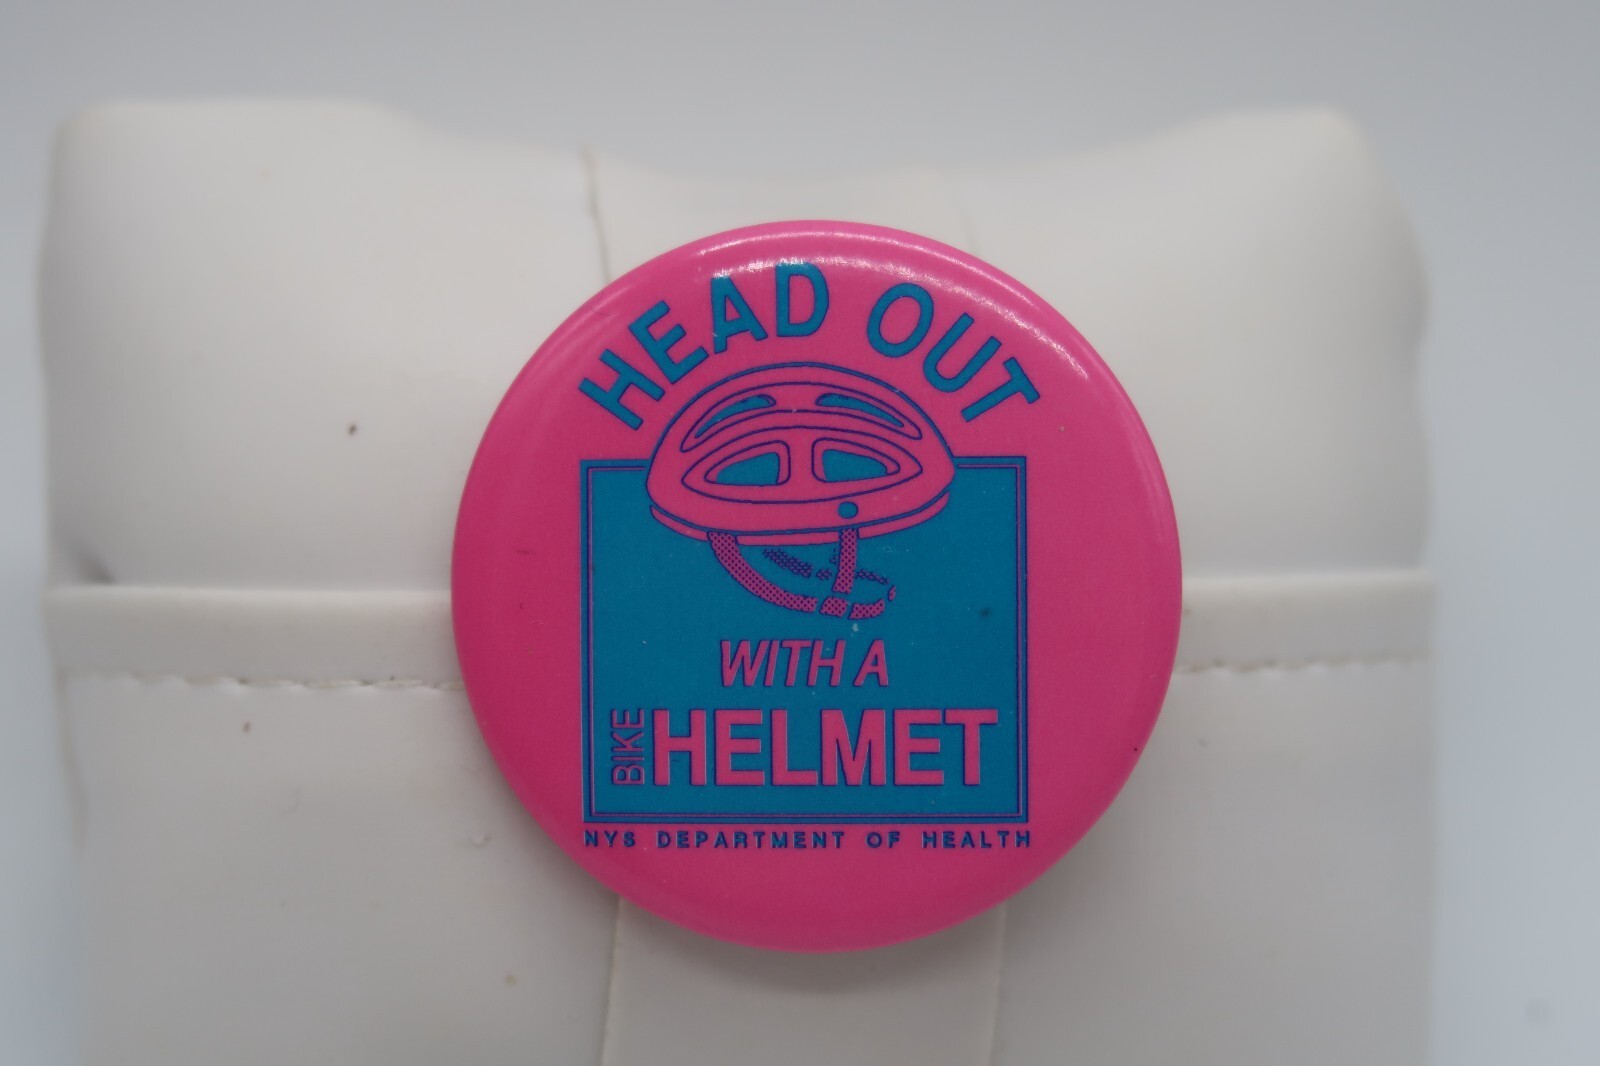 HEAD OUT
WITH A
BIKE HELMET
NYS DEPARTMENT OF HEALTH